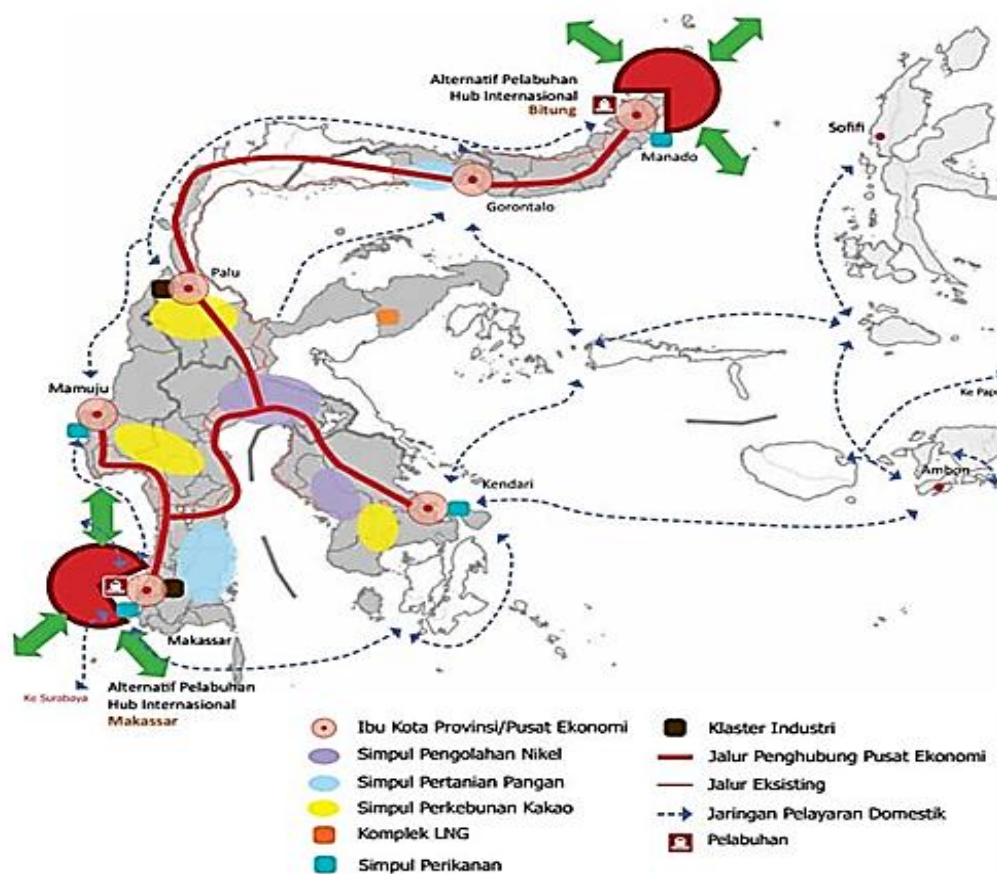 Alternatif Pelabuhan
Hub Internasional
Bitung
Manado
Sofifi
Gorontalo
Palu
Mamuju
Ke Pap
Kendari
Ambon
Makassar
Ke Surabaya
Alternatif Pelabuhan
Hub Internasional
Makassar
Ibu Kota Provinsi/Pusat Ekonomi
Simpul Pengolahan Nikel
Simpul Pertanian Pangan
Simpul Perkebunan Kakao
Komplek LNG
Simpul Perikanan
Klaster Industri
Jalur Penghubung Pusat Ekonomi
Jalur Eksisting
Jaringan Pelayaran Domestik
Pelabuhan